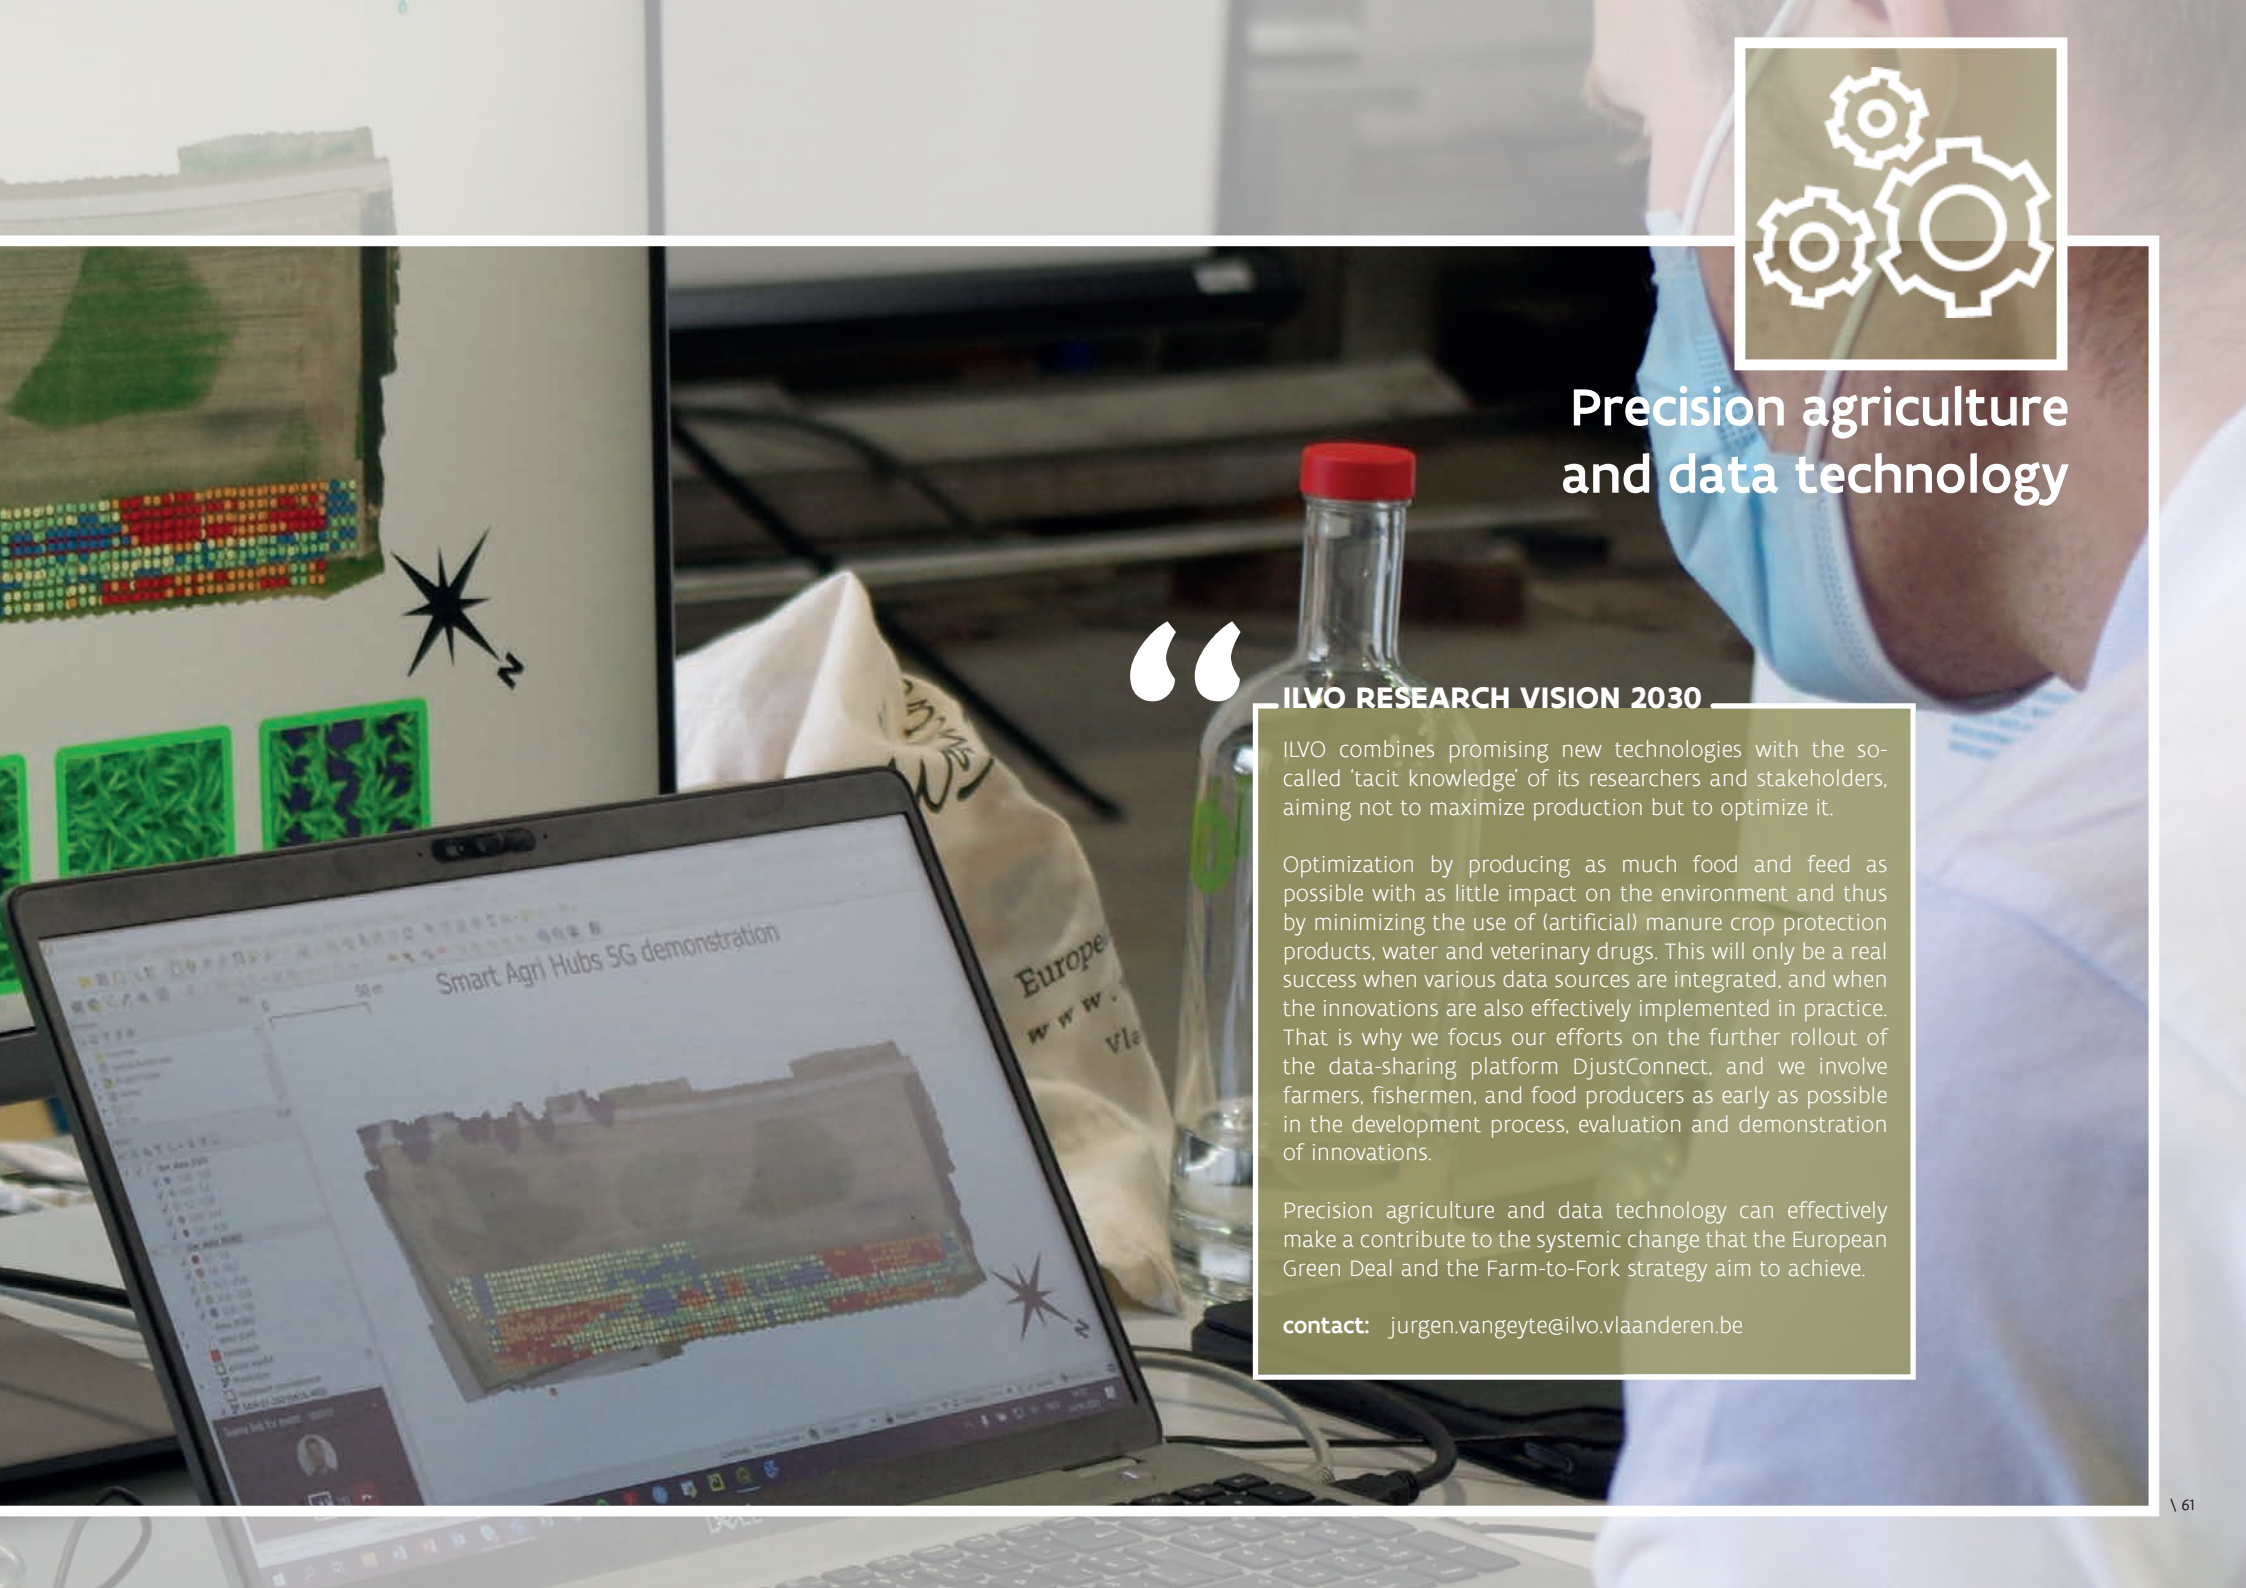 Precision agriculture
and data technology
ILVO RESEARCH VISION 2030
ILVO combines promising new technologies with the so-
called ‘tacit knowledge’ of its researchers and stakeholders,
aiming not to maximize production but to optimize it.
Optimization by producing as much food and feed as
possible with as little impact on the environment and thus
by minimizing the use of (artificial) manure crop protection
products, water and veterinary drugs. This will only be a real
success when various data sources are integrated, and when
the innovations are also effectively implemented in practice.
That is why we focus our efforts on the further rollout of
the data-sharing platform DjustConnect, and we involve
farmers, fishermen, and food producers as early as possible
in the development process, evaluation and demonstration
of innovations.
Precision agriculture and data technology can effectively
make a contribute to the systemic change that the European
Green Deal and the Farm-to-Fork strategy aim to achieve.
contact: jurgen.vangeyte@ilvo.vlaanderen.be
\ 61
N
Smart Agri Hubs 5G demonstration
0 50 m
N
Europe
www.
Vla
DELL